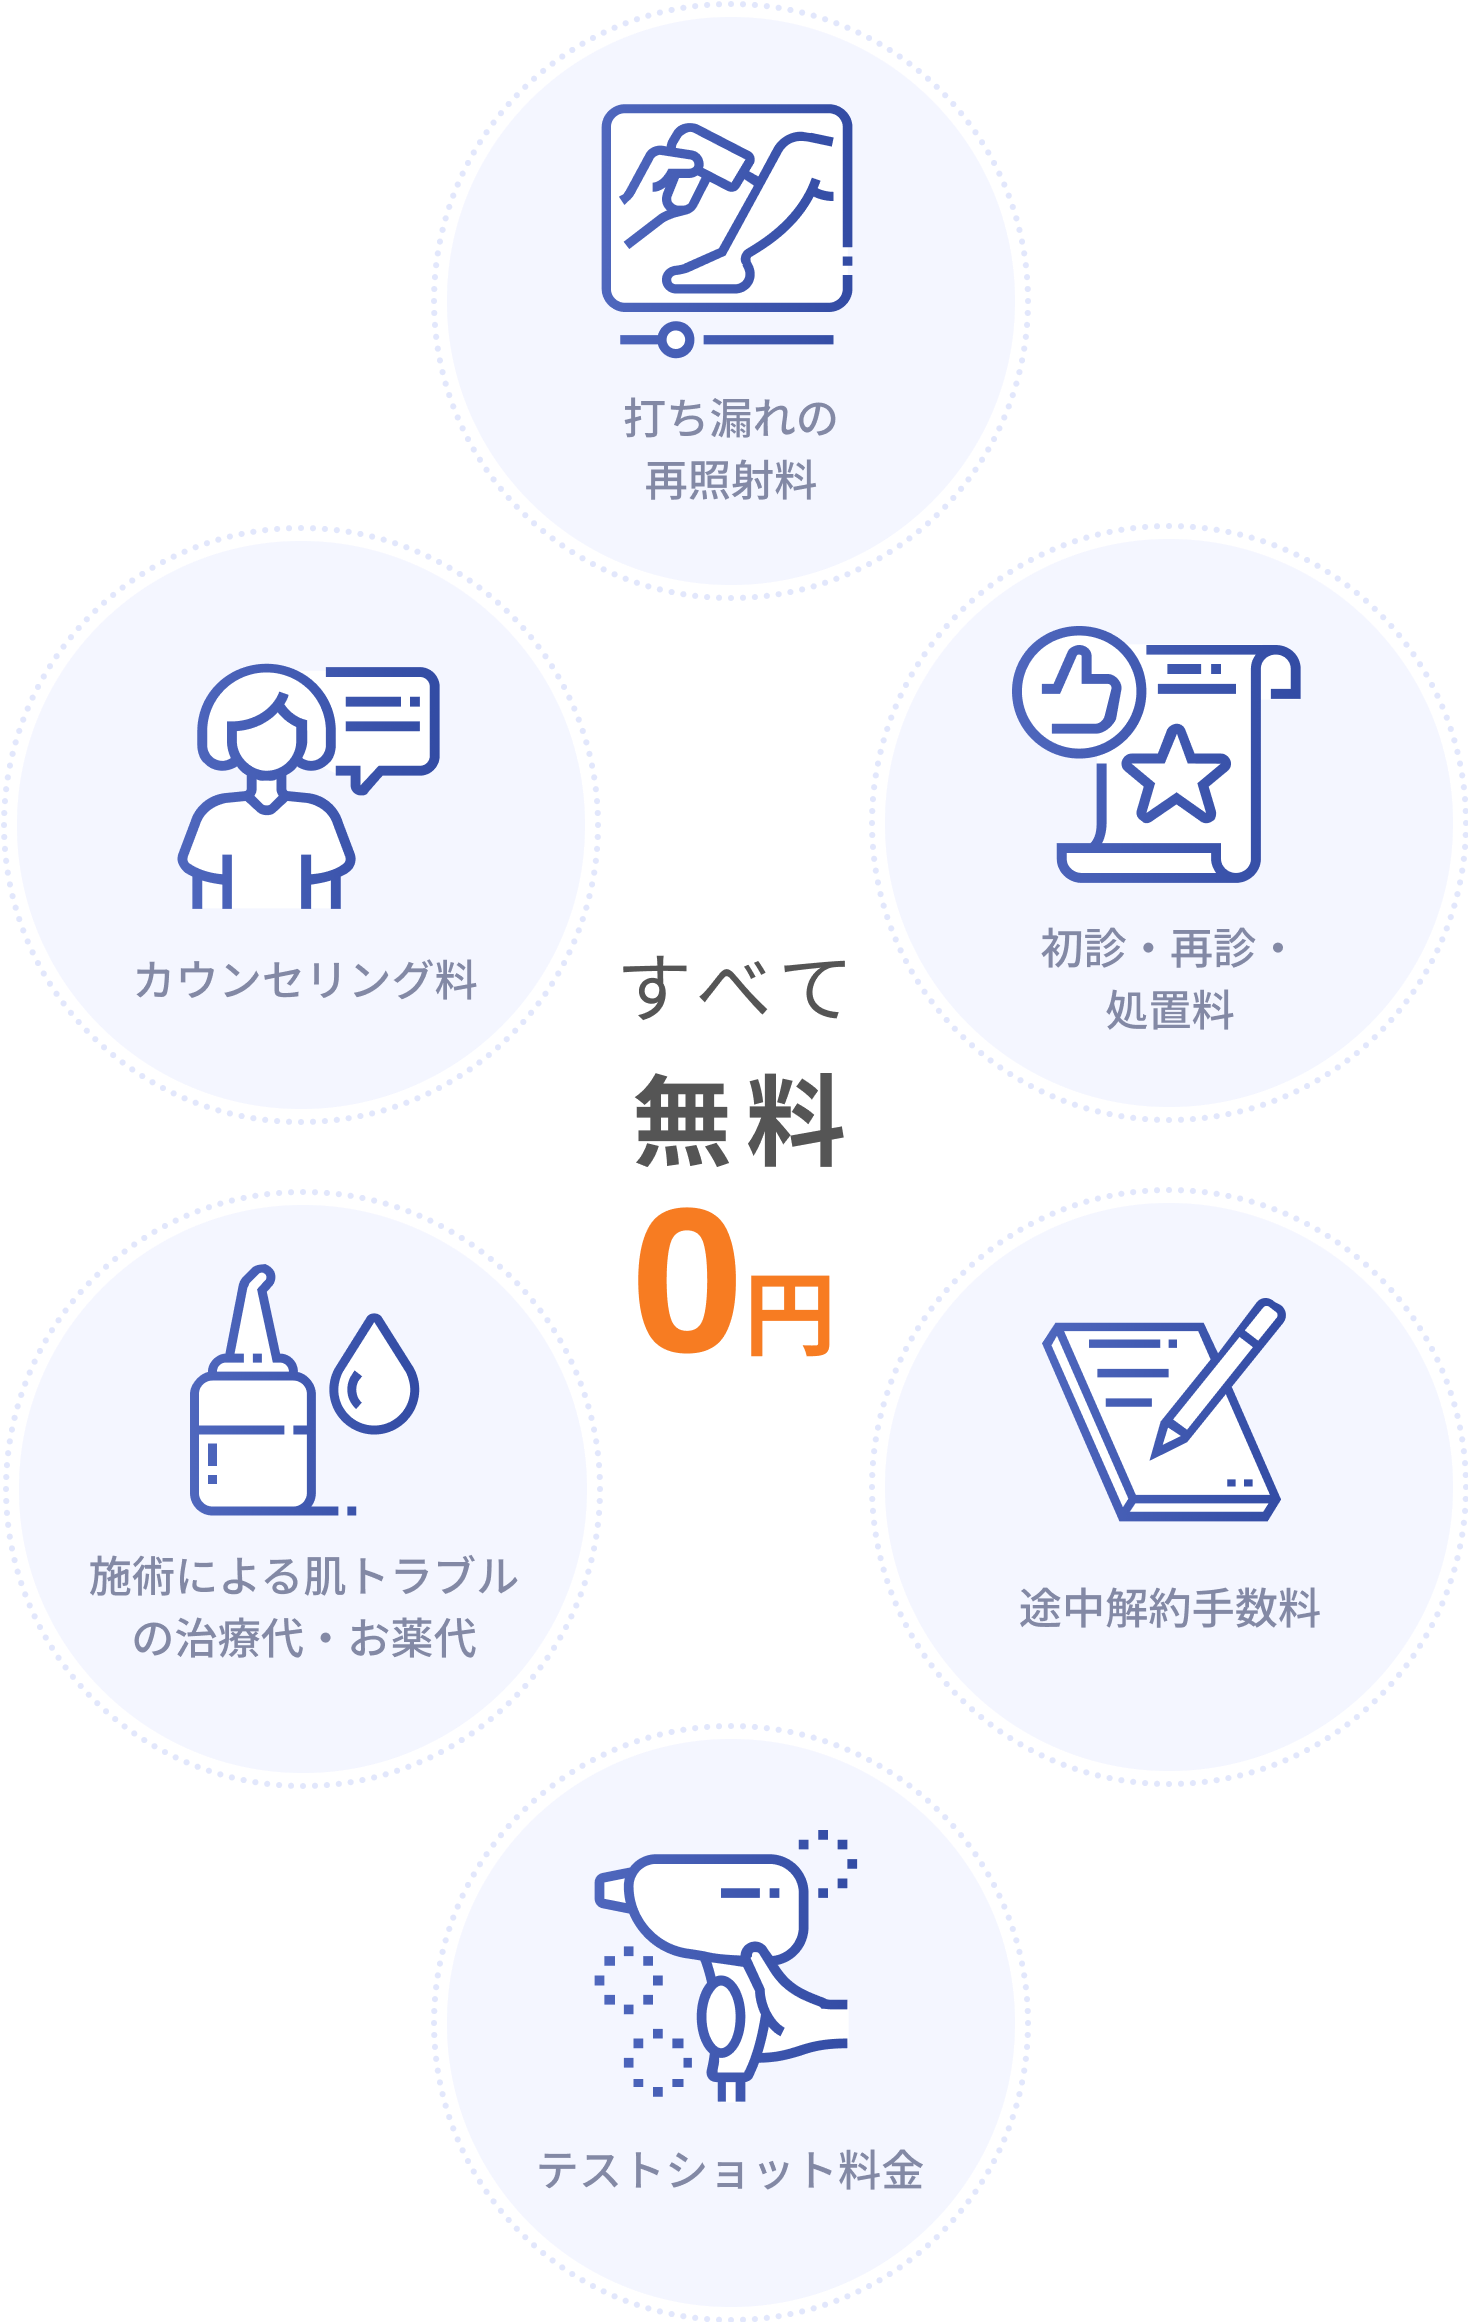 打ち漏れの
再照射料
カウンセリング料
初診・再診・
処置料
すべて
無料
0円
施術による肌トラブル
の治療代・お薬代
途中解約手数料
テストショット料金